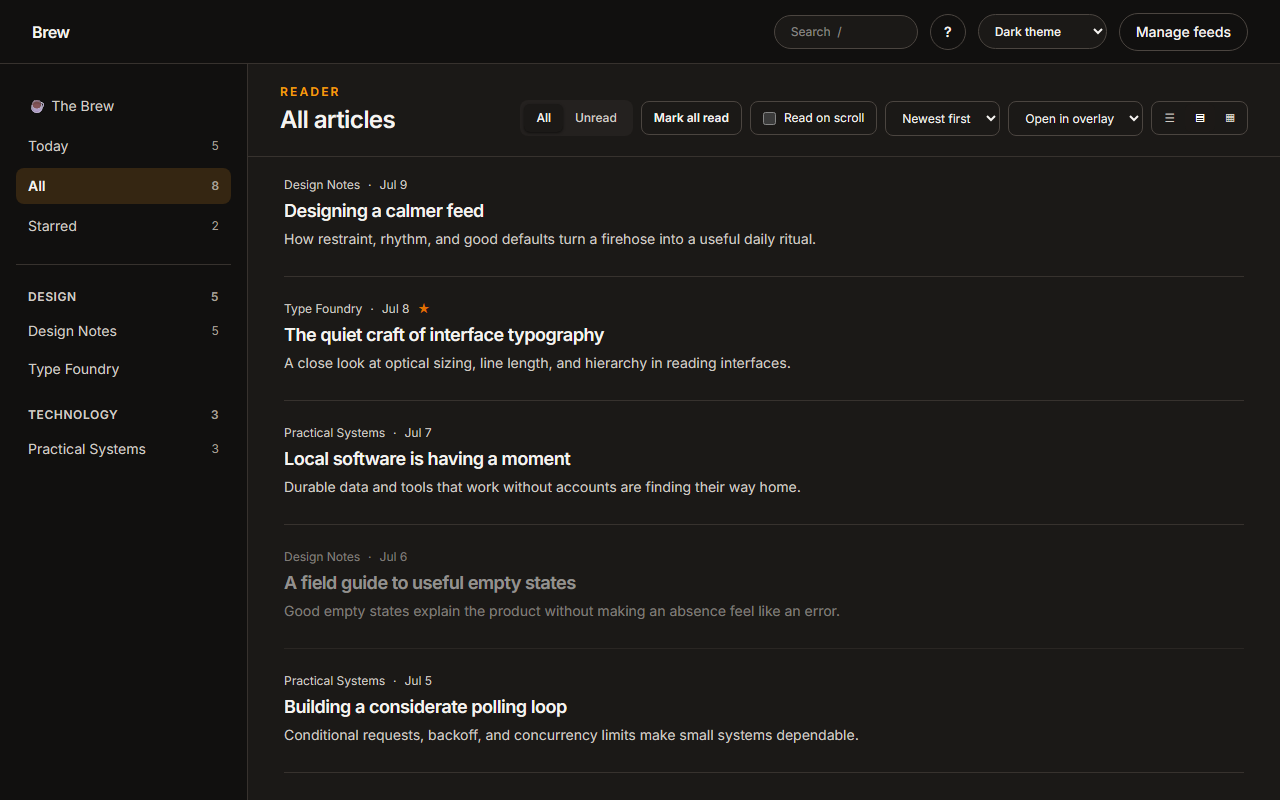 Brew
Search /
?
Dark theme
Manage feeds
The Brew
Today 5
All 8
Starred 2
DESIGN 5
Design Notes 5
Type Foundry
TECHNOLOGY 3
Practical Systems 3
READER
All articles
All
Unread
Mark all read
Read on scroll
Newest first
Open in overlay
Design Notes · Jul 9
Designing a calmer feed
How restraint, rhythm, and good defaults turn a firehose into a useful daily ritual.
Type Foundry · Jul 8 ★
The quiet craft of interface typography
A close look at optical sizing, line length, and hierarchy in reading interfaces.
Practical Systems · Jul 7
Local software is having a moment
Durable data and tools that work without accounts are finding their way home.
Design Notes · Jul 6
A field guide to useful empty states
Good empty states explain the product without making an absence feel like an error.
Practical Systems · Jul 5
Building a considerate polling loop
Conditional requests, backoff, and concurrency limits make small systems dependable.